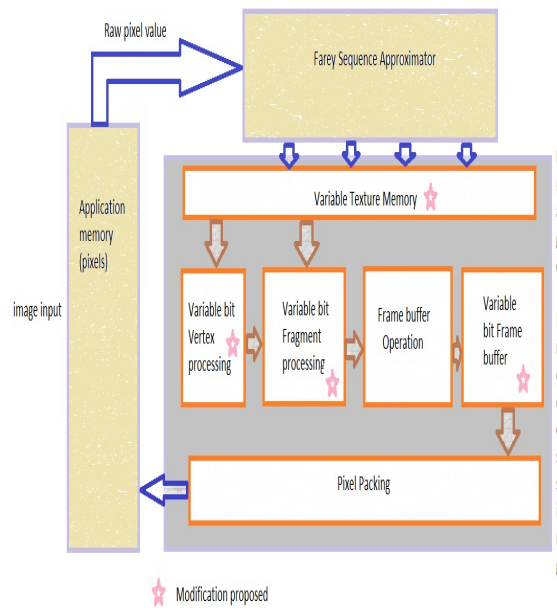 Raw pixel value
Farey Sequence Approximator
Variable Texture Memory
Application
memory
(pixels)
image input
Variable bit
Vertex
processing
Variable bit
Fragment
processing
Frame buffer
Operation
Variable
bit Frame
buffer
Pixel Packing
Modification proposed